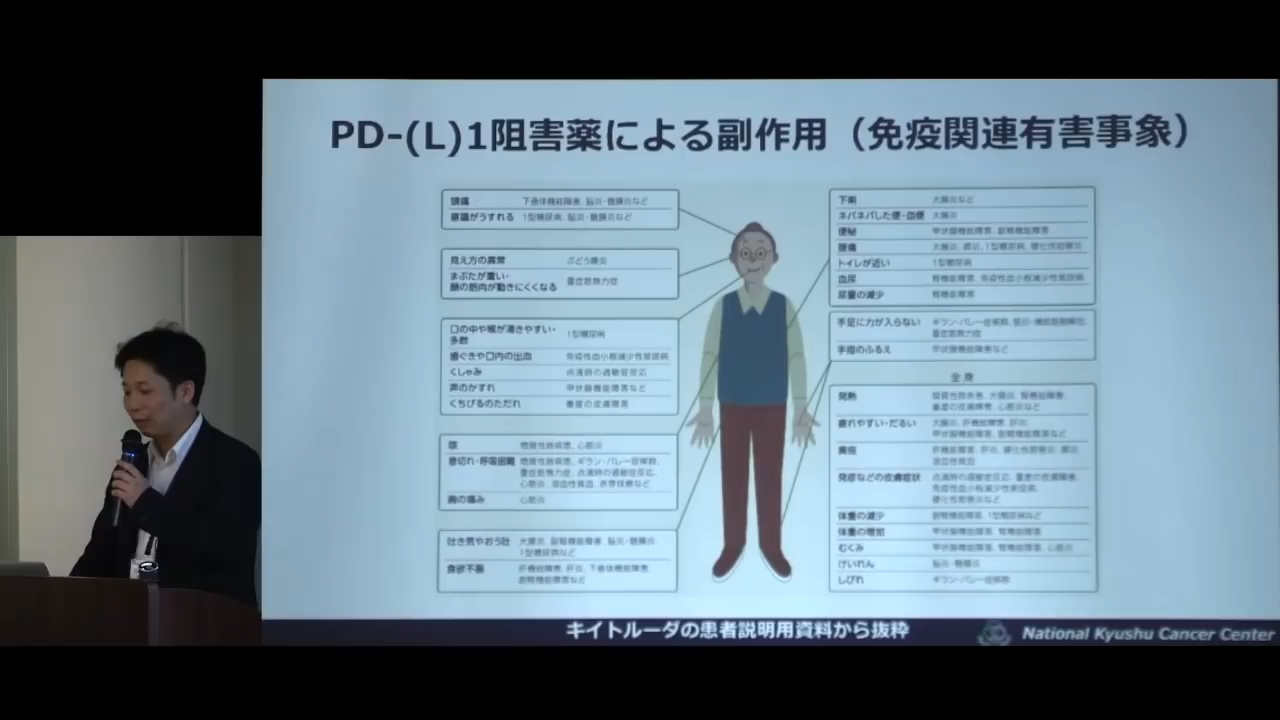 PD-(L)1阻害薬による副作用（免疫関連有害事象）
頭痛 下垂体機能障害、脳炎・髄膜炎など
意識がうすれる 1型糖尿病、脳炎・髄膜炎など
見え方の異常 ぶどう膜炎
まぶたが重い・
顔の筋肉が動きにくくなる 重症筋無力症
口の中や喉が渇きやすい・
多飲 1型糖尿病
歯ぐきや口内の出血 免疫性血小板減少性紫斑病
くしゃみ 点滴時の過敏症反応
声のかすれ 甲状腺機能障害など
くちびるのただれ 重度の皮膚障害
咳 間質性肺疾患、心筋炎
息切れ・呼吸困難 間質性肺疾患、ギラン・バレー症候群、
重症筋無力症、点滴時の過敏症反応、
心筋炎、溶血性貧血、赤芽球癆など
胸の痛み 心筋炎
吐き気やおう吐 大腸炎、副腎機能障害、脳炎・髄膜炎、
1型糖尿病など
食欲不振 肝機能障害、肝炎、下垂体機能障害、
副腎機能障害など
下痢 大腸炎など
ネバネバした便・血便 大腸炎
便秘 甲状腺機能障害、副腎機能障害
腹痛 大腸炎、膵炎、1型糖尿病、硬化性胆管炎
トイレが近い 1型糖尿病
血尿 腎機能障害、免疫性血小板減少性紫斑病
尿量の減少 腎機能障害
手足に力が入らない ギラン・バレー症候群、筋炎・横紋筋融解症、
重症筋無力症
手指のふるえ 甲状腺機能障害など
全身
発熱 間質性肺疾患、大腸炎、腎機能障害、
重度の皮膚障害、心筋炎など
疲れやすい・だるい 大腸炎、肝機能障害、肝炎、
甲状腺機能障害、副腎機能障害など
黄疸 肝機能障害、肝炎、硬化性胆管炎、膵炎、
溶血性貧血
発疹などの皮膚症状 点滴時の過敏症反応、重度の皮膚障害、
免疫性血小板減少性紫斑病、
硬化性胆管炎など
体重の減少 副腎機能障害、1型糖尿病など
体重の増加 甲状腺機能障害、腎機能障害
むくみ 甲状腺機能障害、腎機能障害、心筋炎
けいれん 脳炎・髄膜炎
しびれ ギラン・バレー症候群
キイトルーダの患者説明用資料から抜粋
National Kyushu Cancer Center